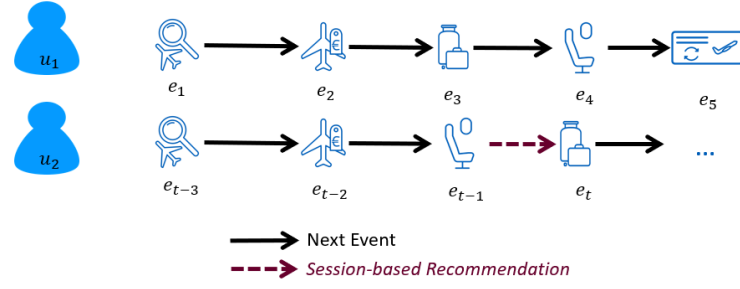 u1
e1 e2 e3 e4 e5
€
u2
et−3 et−2 et−1 et ...
€
Next Event
Session-based Recommendation